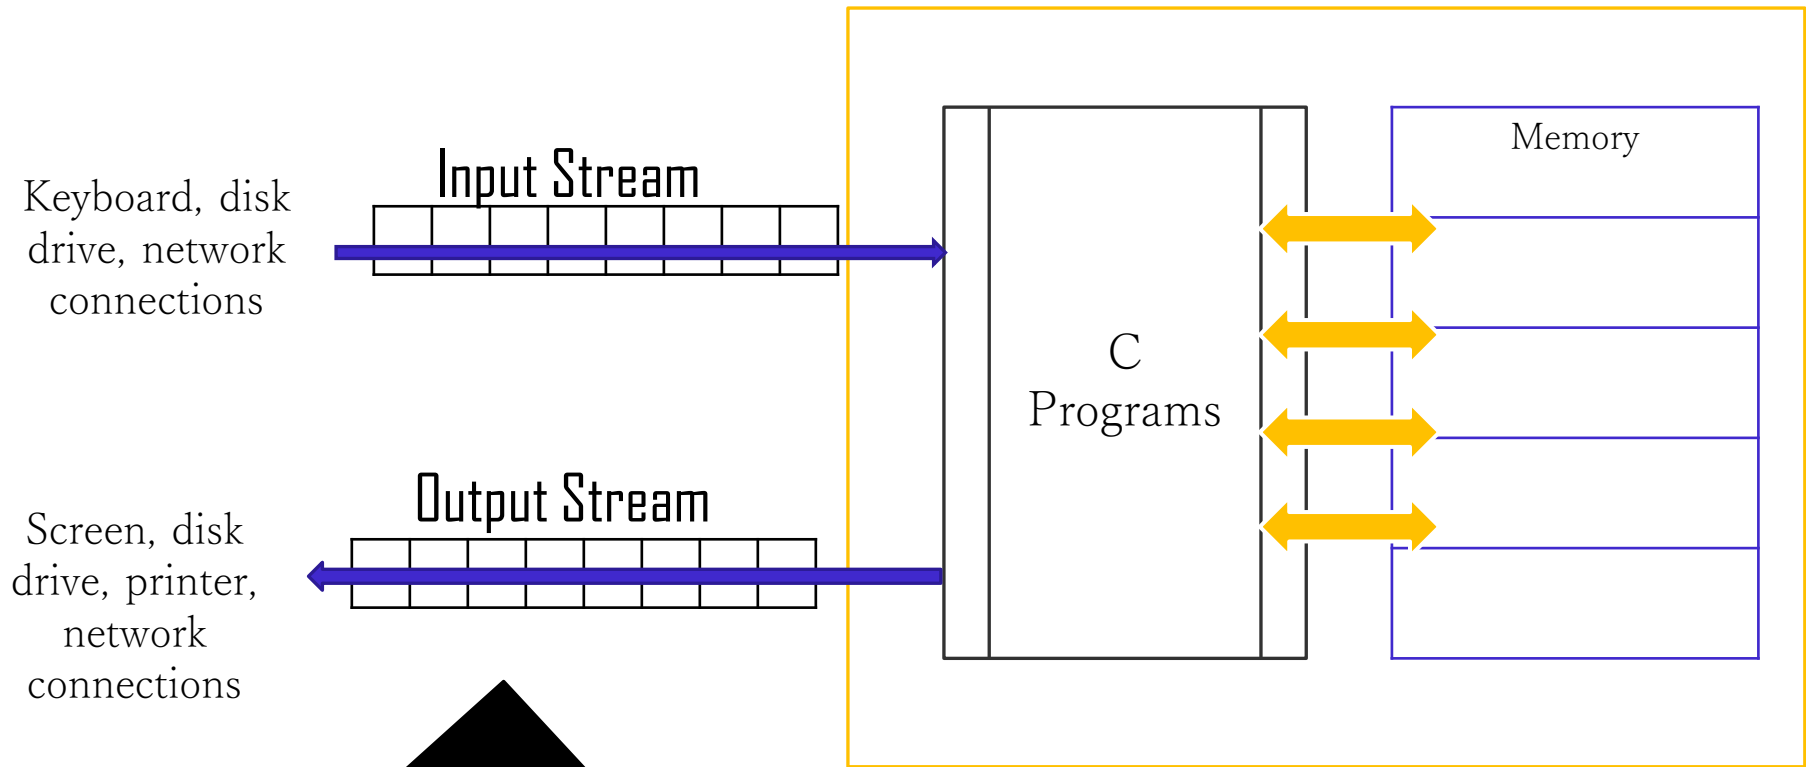 Input Stream
Keyboard, disk
drive, network
connections
Output Stream
Screen, disk
drive, printer,
network
connections
C
Programs
Memory